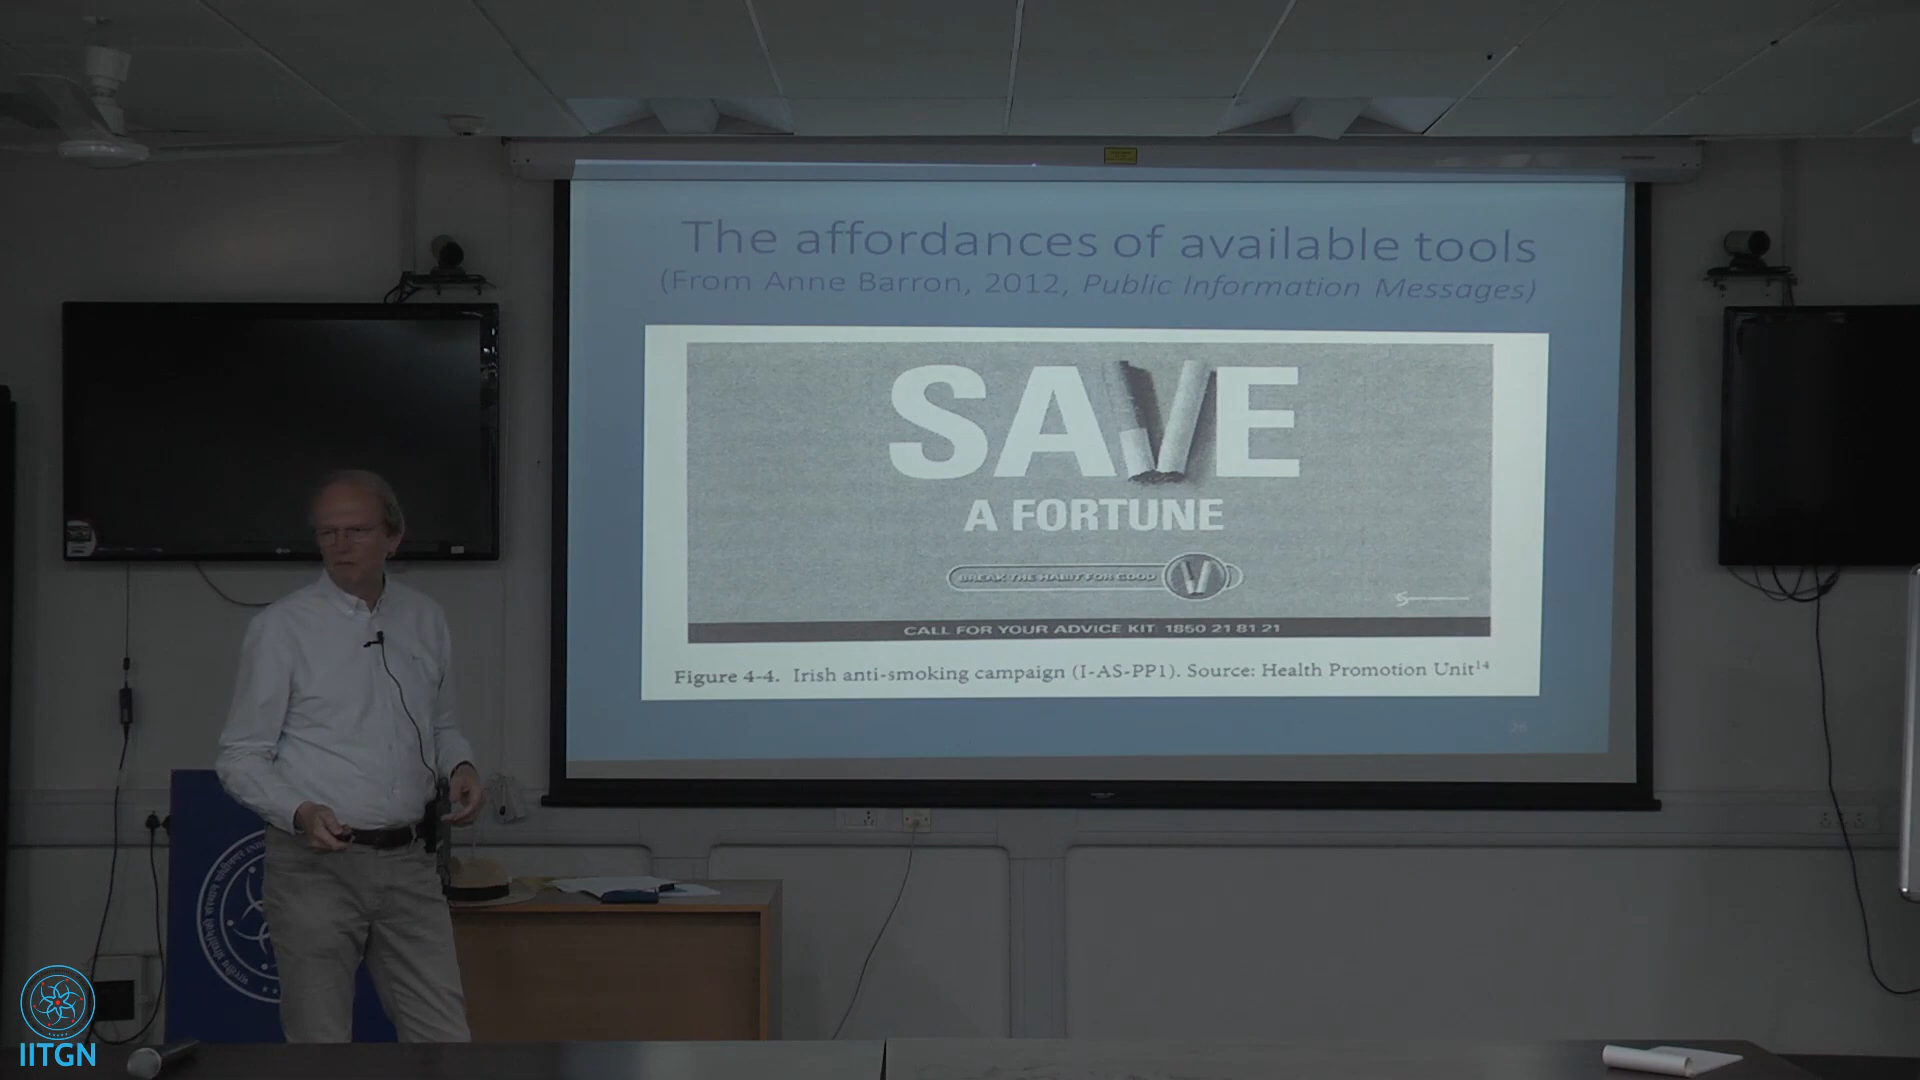 The affordances of available tools
(From Anne Barron, 2012, Public Information Messages)
SAVE
A FORTUNE
BREAK THE HABIT FOR GOOD
CALL FOR YOUR ADVICE KIT: 1850 21 81 21
Figure 4-4. Irish anti-smoking campaign (I-AS-PP1). Source: Health Promotion Unit14
26
IITGN